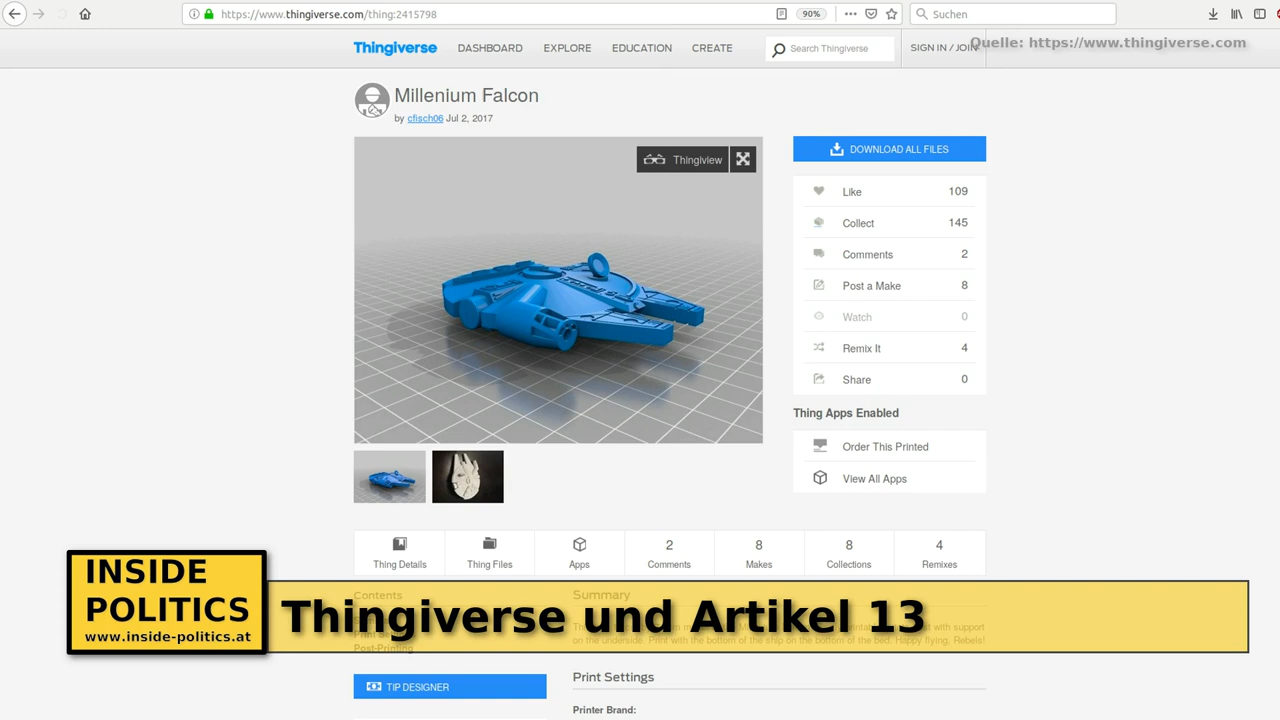 https://www.thingiverse.com/thing:2415798
90%
Suchen
Thingiverse
DASHBOARD
EXPLORE
EDUCATION
CREATE
Search Thingiverse
SIGN IN / JOIN
Quelle: https://www.thingiverse.com
Millenium Falcon
by cfisch06 Jul 2, 2017
Thingiview
DOWNLOAD ALL FILES
Like 109
Collect 145
Comments 2
Post a Make 8
Watch 0
Remix It 4
Share 0
Thing Apps Enabled
Order This Printed
View All Apps
Thing Details
Thing Files
Apps
2
Comments
8
Makes
8
Collections
4
Remixes
INSIDE
POLITICS
www.inside-politics.at
Thingiverse und Artikel 13
Contents
Summary
with support
on the underside. Print with the bottom of the ship on the bottom of the bed. Happy flying, Rebels!
Post-Printing
TIP DESIGNER
Print Settings
Printer Brand: